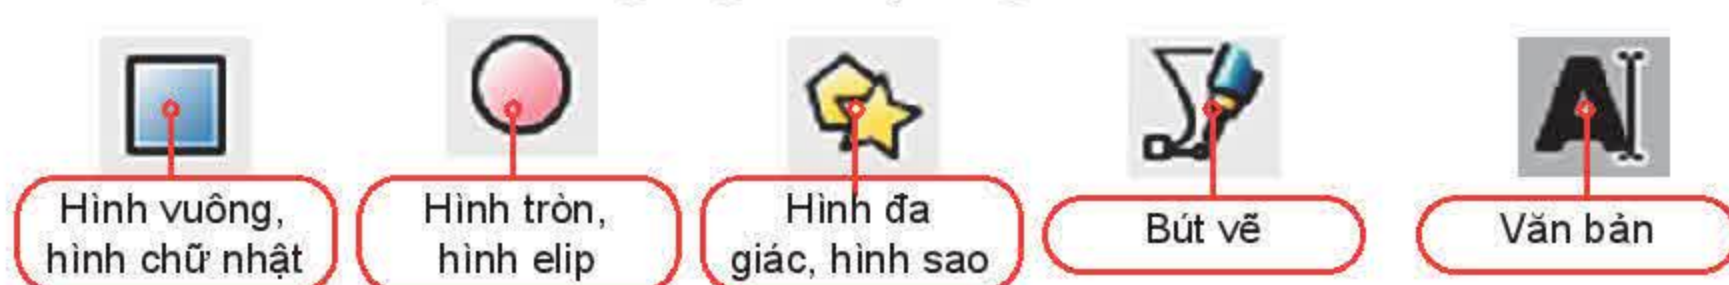 Hình vuông,
hình chữ nhật
Hình tròn,
hình elip
Hình đa
giác, hình sao
Bút vẽ
Văn bản